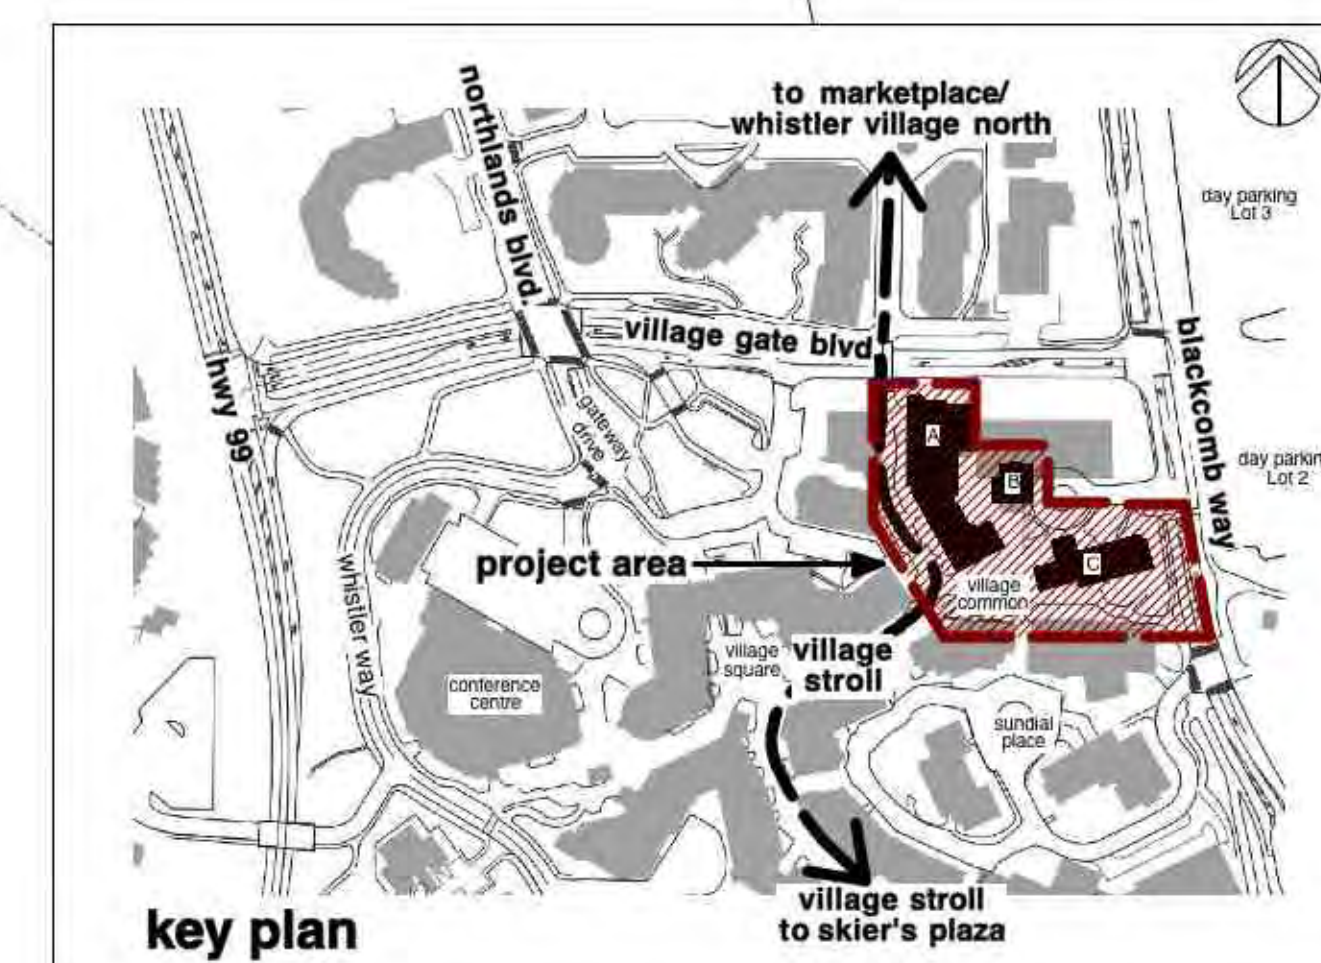 to marketplace/
whistler village north
northlands blvd.
day parking
Lot 3
village gate blvd
hwy 99
gateway
drive
blackcomb way
A
B
day parkin
Lot 2
project area
C
village
common
whistler way
village
square
village
stroll
conference
centre
sundial
place
village stroll
to skier's plaza
key plan